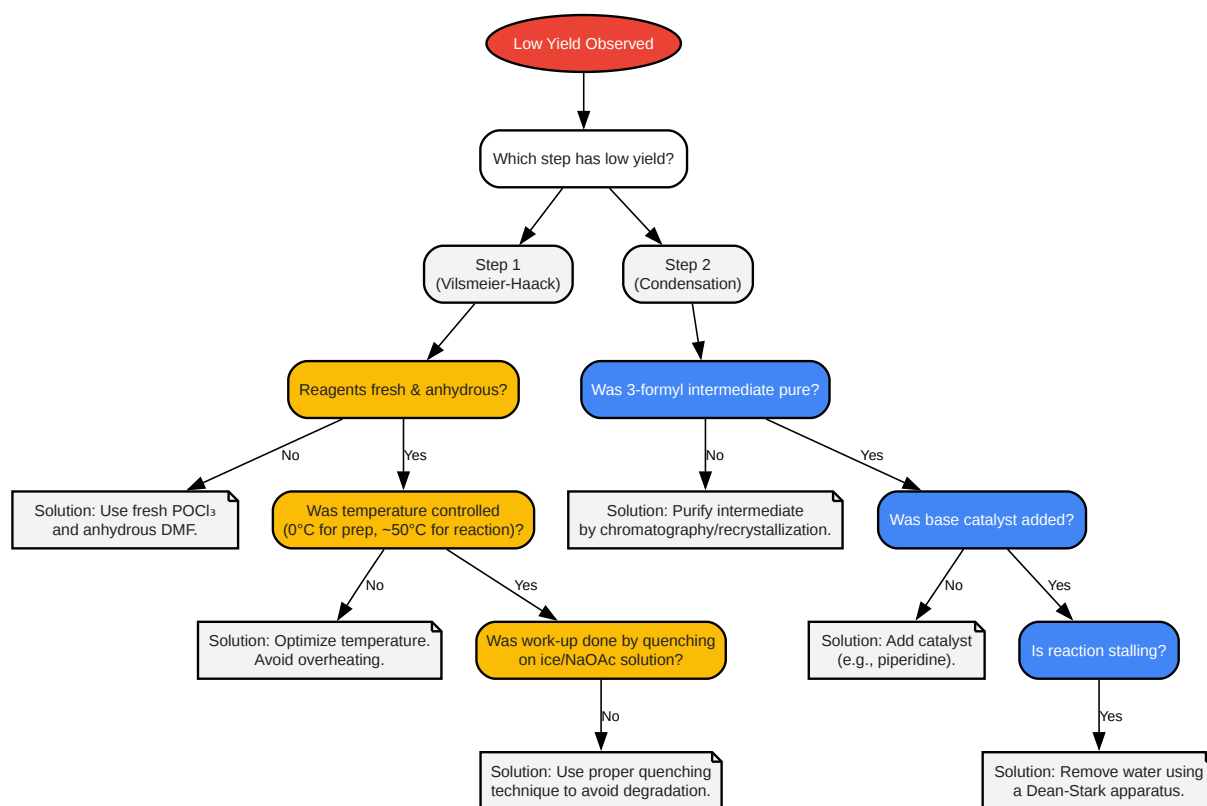 Low Yield Observed
Which step has low yield?
Step 1
(Vilsmeier-Haack)
Step 2
(Condensation)
Reagents fresh & anhydrous?
Was 3-formyl intermediate pure?
No
Yes
No
Yes
Solution: Use fresh POCl₃
and anhydrous DMF.
Was temperature controlled
(0°C for prep, ~50°C for reaction)?
Solution: Purify intermediate
by chromatography/recrystallization.
Was base catalyst added?
No
Yes
No
Yes
Solution: Optimize temperature.
Avoid overheating.
Was work-up done by quenching
on ice/NaOAc solution?
Solution: Add catalyst
(e.g., piperidine).
Is reaction stalling?
No
Yes
Solution: Use proper quenching
technique to avoid degradation.
Solution: Remove water using
a Dean-Stark apparatus.